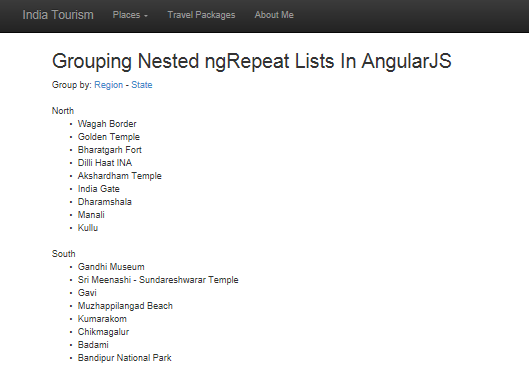 India Tourism Places Travel Packages About Me
Grouping Nested ngRepeat Lists In AngularJS
Group by: Region - State
North
• Wagah Border
• Golden Temple
• Bharatgarh Fort
• Dilli Haat INA
• Akshardham Temple
• India Gate
• Dharamshala
• Manali
• Kullu
South
• Gandhi Museum
• Sri Meenashi - Sundareshwarar Temple
• Gavi
• Muzhappilangad Beach
• Kumarakom
• Chikmagalur
• Badami
• Bandipur National Park